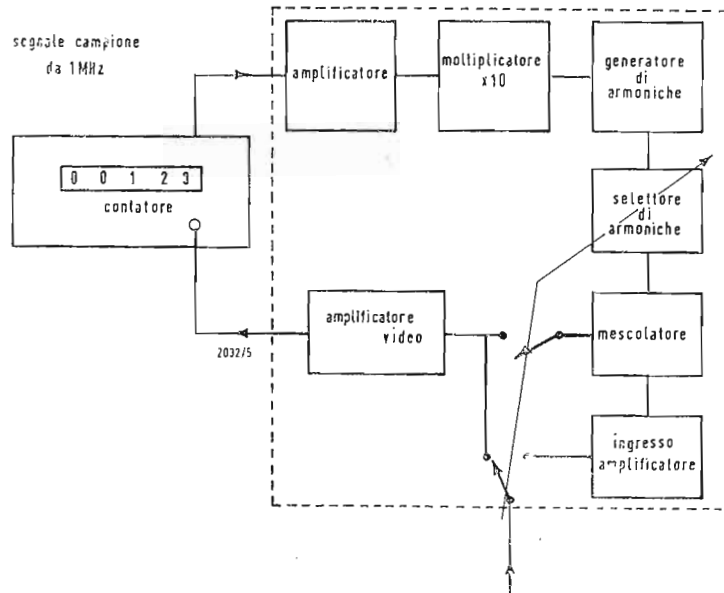 segnale campione
da 1MHz
amplificatore
moltiplicatore
x10
generatore
di
armoniche
0 0 1 2 3
contatore
selettore
di
armoniche
amplificatore
video
mescolatore
2032/5
ingresso
amplificatore